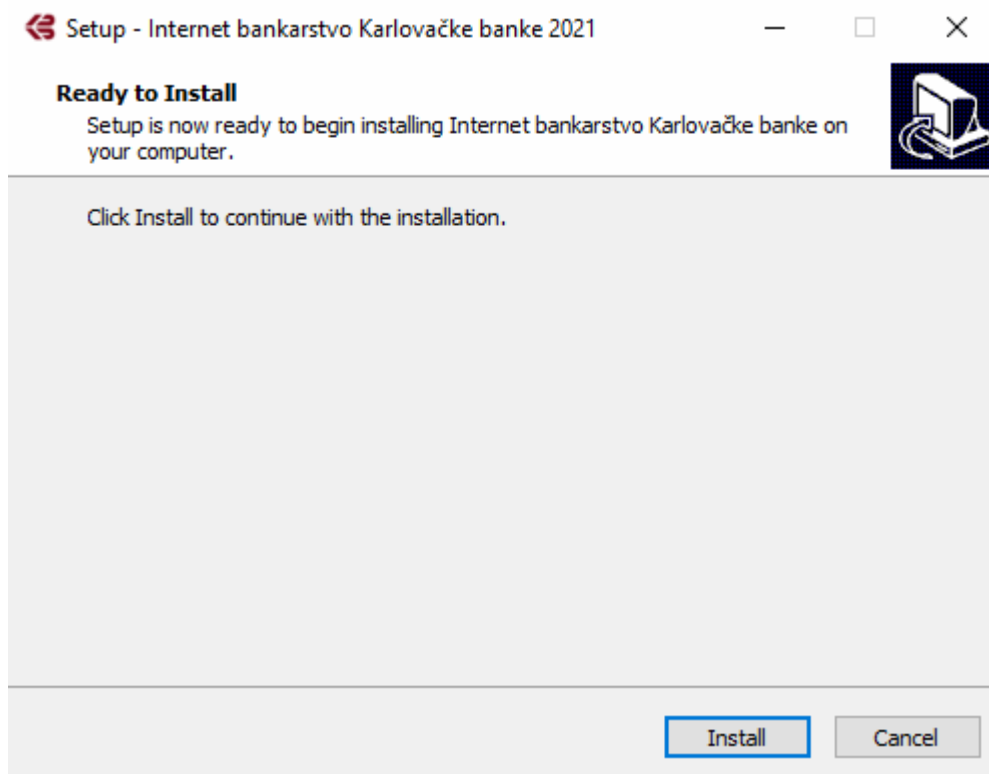 Setup - Internet bankarstvo Karlovačke banke 2021
Ready to Install
Setup is now ready to begin installing Internet bankarstvo Karlovačke banke on
your computer.
Click Install to continue with the installation.
Install
Cancel